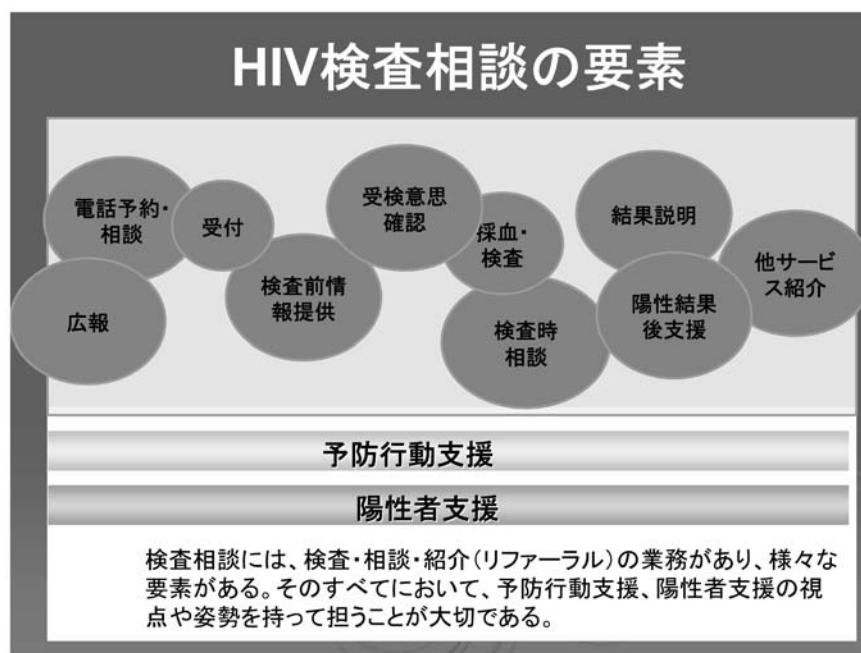 HIV検査相談の要素
電話予約・
相談
受付
広報
検査前情
報提供
受検意思
確認
採血・
検査
検査時
相談
結果説明
陽性結果
後支援
他サービ
ス紹介
予防行動支援
陽性者支援
検査相談には、検査・相談・紹介(リファーラル)の業務があり、様々な
要素がある。そのすべてにおいて、予防行動支援、陽性者支援の視
点や姿勢を持って担うことが大切である。